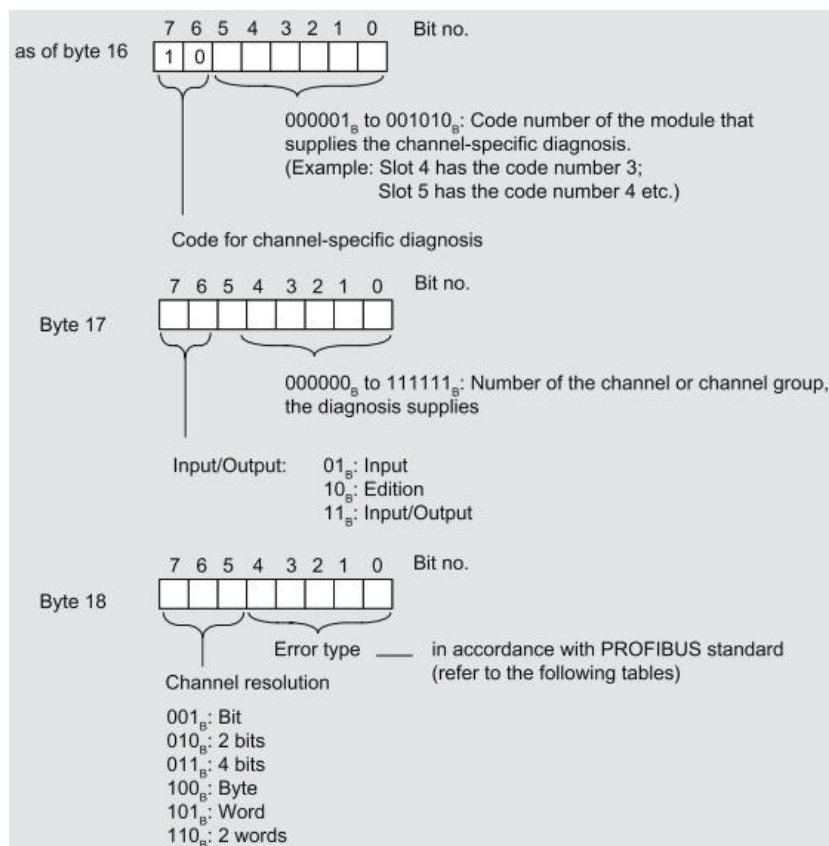 7 6 5 4 3 2 1 0 Bit no.
as of byte 16
1 0
000001B to 001010B: Code number of the module that
supplies the channel-specific diagnosis.
(Example: Slot 4 has the code number 3;
Slot 5 has the code number 4 etc.)
Code for channel-specific diagnosis
7 6 5 4 3 2 1 0 Bit no.
Byte 17
000000B to 111111B: Number of the channel or channel group,
the diagnosis supplies
Input/Output: 01B: Input
10B: Edition
11B: Input/Output
7 6 5 4 3 2 1 0 Bit no.
Byte 18
Error type in accordance with PROFIBUS standard
(refer to the following tables)
Channel resolution
001B: Bit
010B: 2 bits
011B: 4 bits
100B: Byte
101B: Word
110B: 2 words